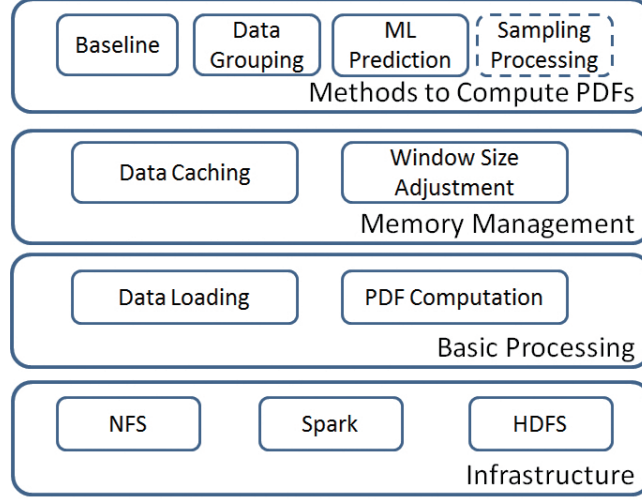 Baseline
Data
Grouping
ML
Prediction
Sampling
Processing
Methods to Compute PDFs
Data Caching
Window Size
Adjustment
Memory Management
Data Loading
PDF Computation
Basic Processing
NFS
Spark
HDFS
Infrastructure